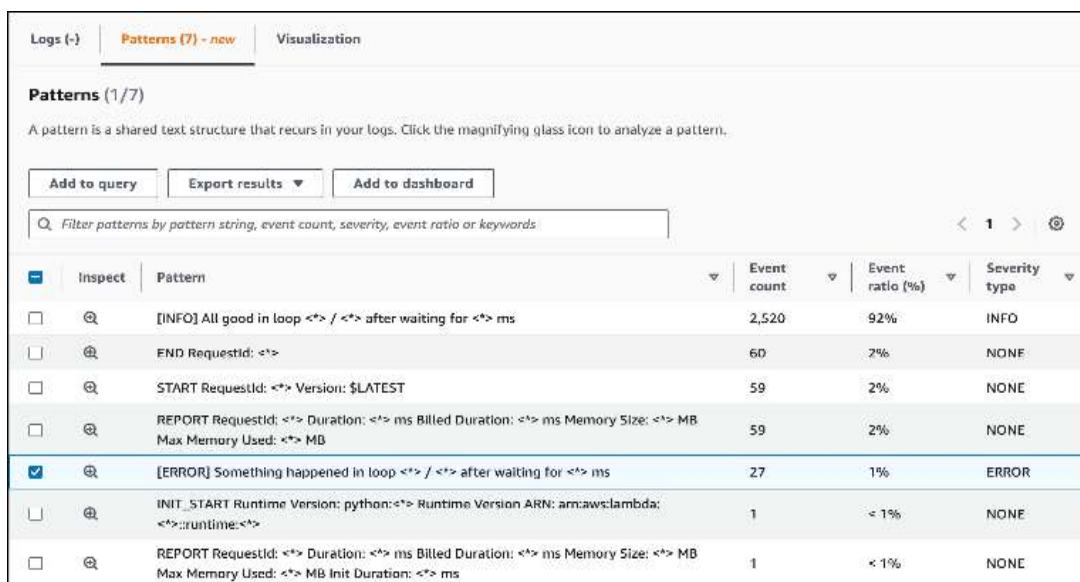 Logs (-)
Patterns (7) - new
Visualization
Patterns (1/7)
A pattern is a shared text structure that recurs in your logs. Click the magnifying glass icon to analyze a pattern.
Add to query
Export results ▼
Add to dashboard
Filter patterns by pattern string, event count, severity, event ratio or keywords
< 1 >
Inspect Pattern Event count Event ratio (%) Severity type
[INFO] All good in loop <*> / <*> after waiting for <*> ms 2,520 92% INFO
END RequestId: <*> 60 2% NONE
START RequestId: <*> Version: $LATEST 59 2% NONE
REPORT RequestId: <*> Duration: <*> ms Billed Duration: <*> ms Memory Size: <*> MB
Max Memory Used: <*> MB 59 2% NONE
[ERROR] Something happened in loop <*> / <*> after waiting for <*> ms 27 1% ERROR
INIT_START Runtime Version: python:<*> Runtime Version ARN: arn:aws:lambda:
<*>::runtime:<*> 1 < 1% NONE
REPORT RequestId: <*> Duration: <*> ms Billed Duration: <*> ms Memory Size: <*> MB
Max Memory Used: <*> MB Init Duration: <*> ms 1 < 1% NONE